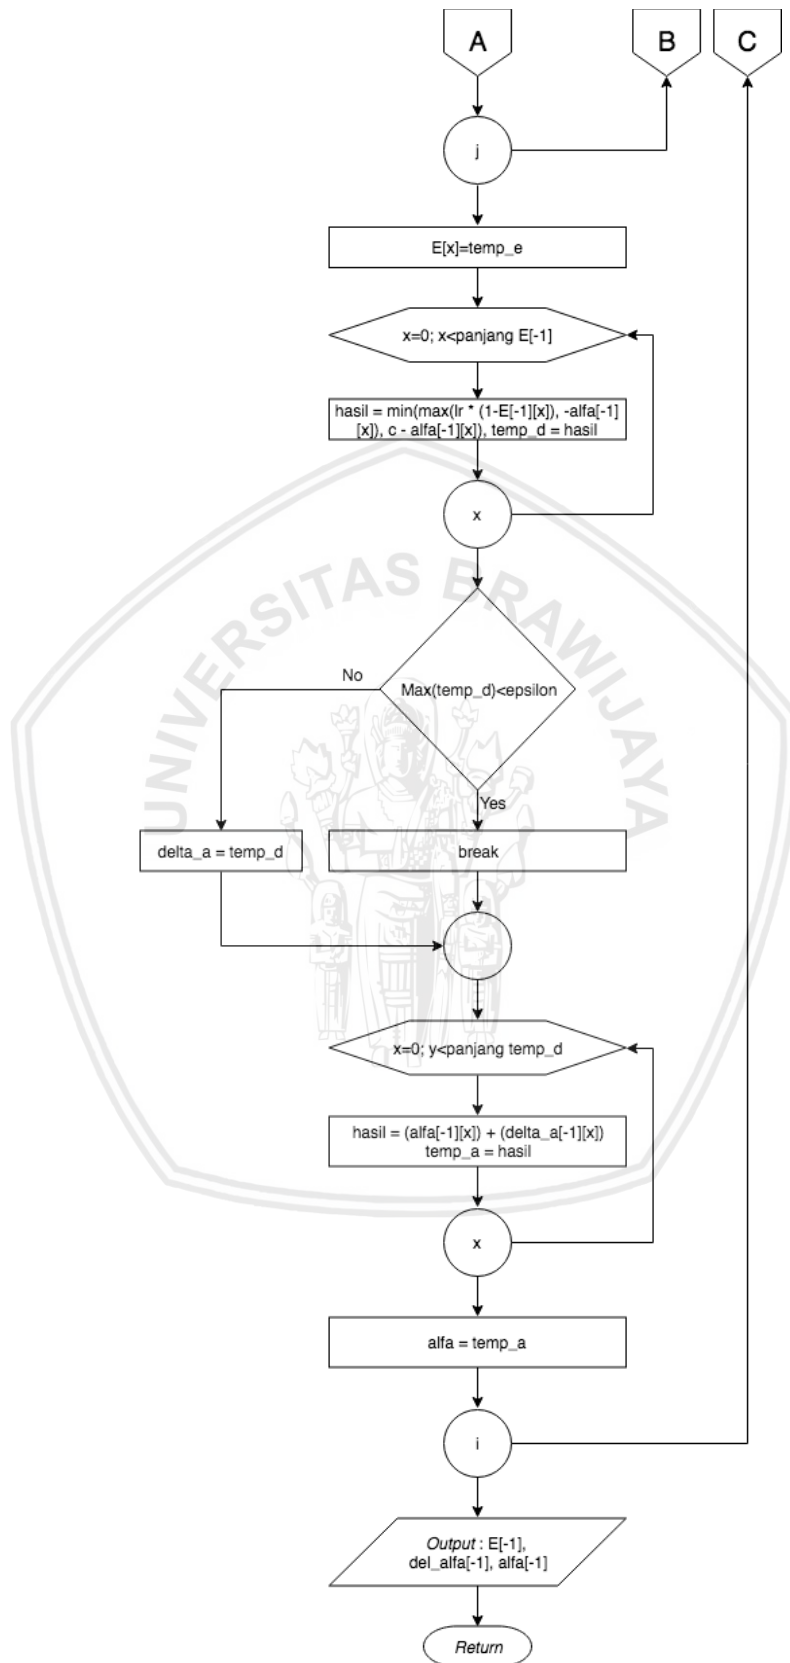 A
B
C
j
E[x]=temp_e
x=0; x<panjang E[-1]
hasil = min(max(lr * (1-E[-1][x]), -alfa[-1]
[x]), c - alfa[-1][x]), temp_d = hasil
x
UNIVERSITAS BRAWIJAYA
No
Max(temp_d)<epsilon
Yes
delta_a = temp_d
break
x=0; y<panjang temp_d
hasil = (alfa[-1][x]) + (delta_a[-1][x])
temp_a = hasil
x
alfa = temp_a
i
Output : E[-1],
del_alfa[-1], alfa[-1]
Return